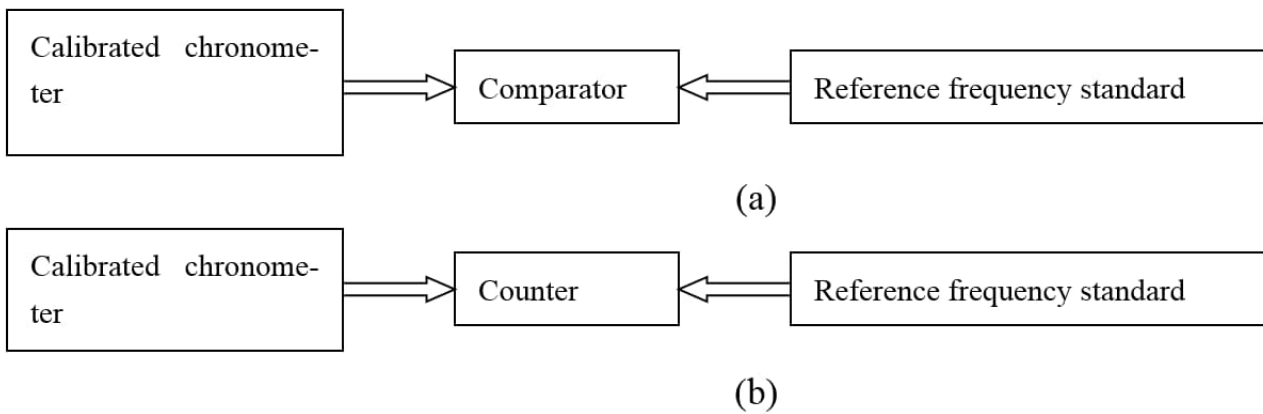 Calibrated chronome-
ter
Comparator
Reference frequency standard
(a)
Calibrated chronome-
ter
Counter
Reference frequency standard
(b)